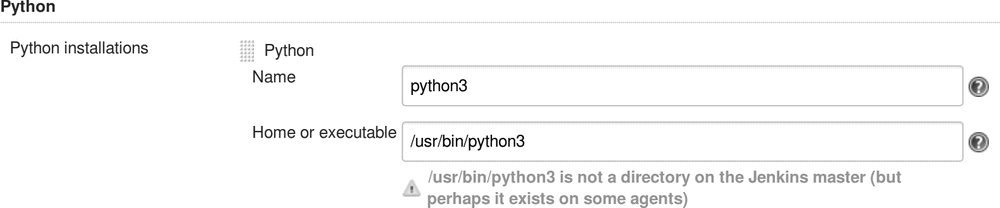 Python
Python installations
Python
Name
python3
Home or executable
/usr/bin/python3
/usr/bin/python3 is not a directory on the Jenkins master (but
perhaps it exists on some agents)